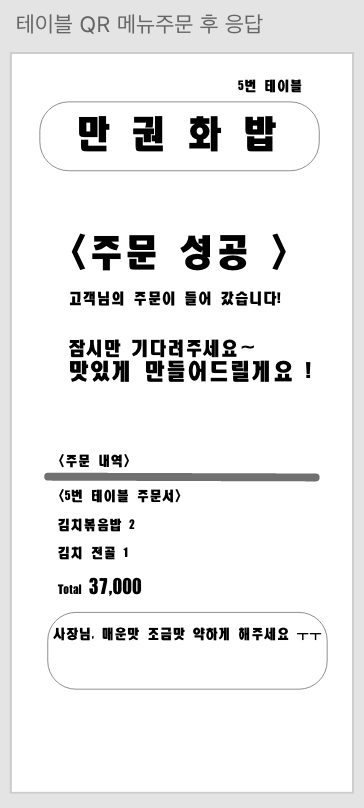 테이블 QR 메뉴주문 후 응답
5번 테이블
만 권 화 밥
<주문 성공 >
고객님의 주문이 들어 갔습니다!
잠시만 기다려주세요~
맛있게 만들어드릴게요 !
<주문 내역>
<5번 테이블 주문서>
김치볶음밥 2
김치 전골 1
Total 37,000
사장님, 매운맛 조금맛 약하게 해주세요 ㅜㅜ